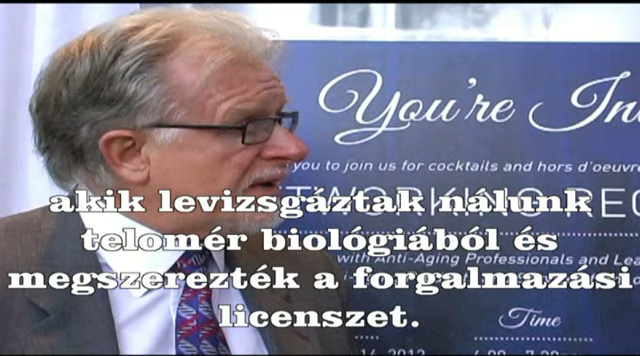 You're In
you to join us for cocktails and hors d'oeuvre
akik levizsgáztak nálunk
telomér biológiából és
with Anti-Aging Professionals and Lea
megszerezték a forgalmazási
licenszet.
Time